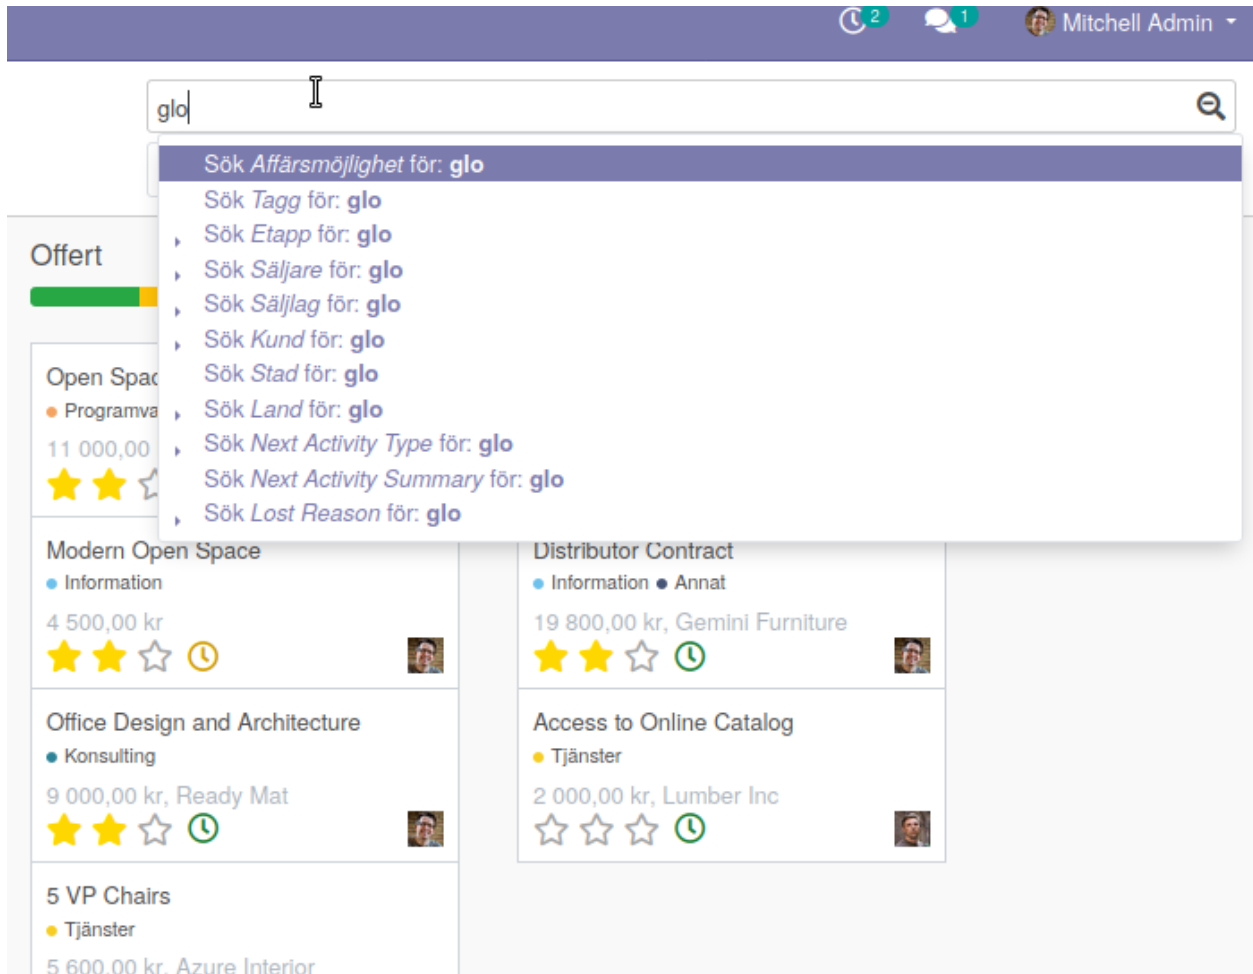 2 1 Mitchell Admin
glo
Sök Affärsmöjlighet för: glo
Sök Tagg för: glo
Sök Etapp för: glo
Sök Säljare för: glo
Sök Säljlag för: glo
Sök Kund för: glo
Sök Stad för: glo
Sök Land för: glo
Sök Next Activity Type för: glo
Sök Next Activity Summary för: glo
Sök Lost Reason för: glo
Offert
Open Spac
Programva
11 000,00
Modern Open Space
Information
4 500,00 kr
Office Design and Architecture
Konsulting
9 000,00 kr, Ready Mat
5 VP Chairs
Tjänster
5 600,00 kr, Azure Interior
Distributor Contract
Information Annat
19 800,00 kr, Gemini Furniture
Access to Online Catalog
Tjänster
2 000,00 kr, Lumber Inc